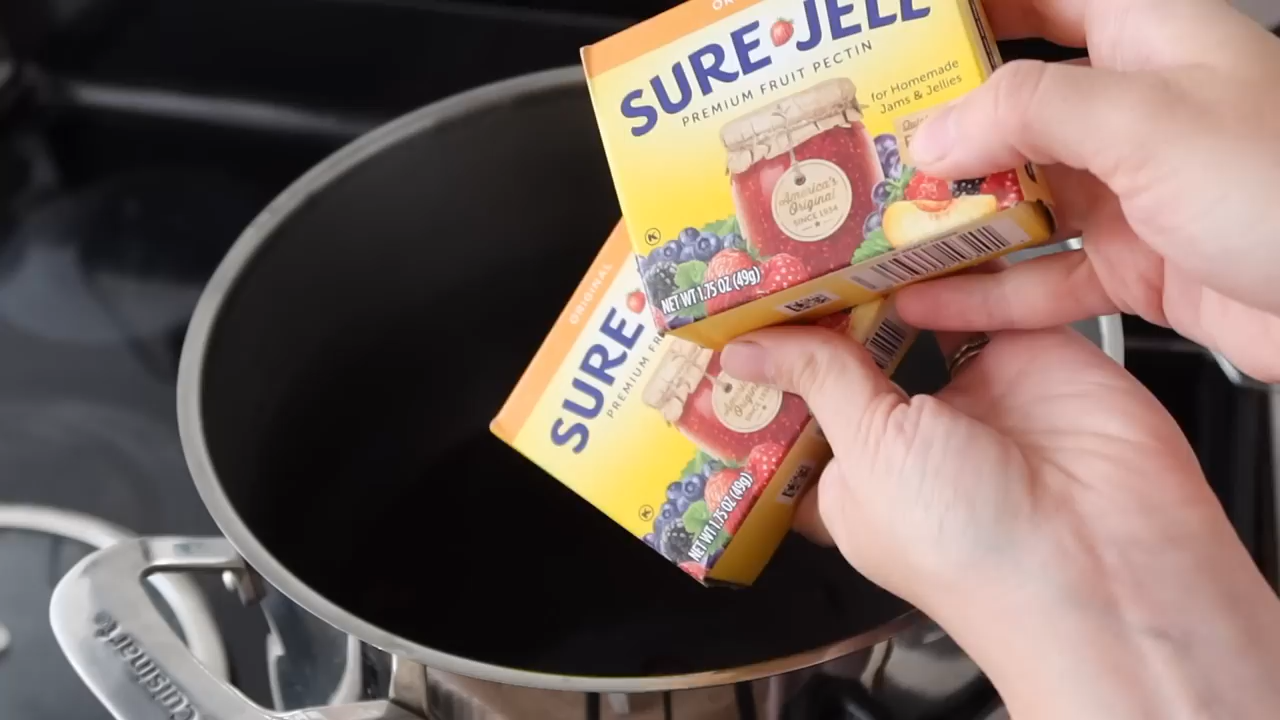 SURE JELL
PREMIUM FRUIT PECTIN
for Homemade
Jams & Jellies
America's
Original
SINCE 1934
K
NET WT 1.75 OZ (49g)
ORIGINAL
SURE
PREMIUM
America's
Original
K
NET WT 1.75 OZ (49g)
Cuisinart